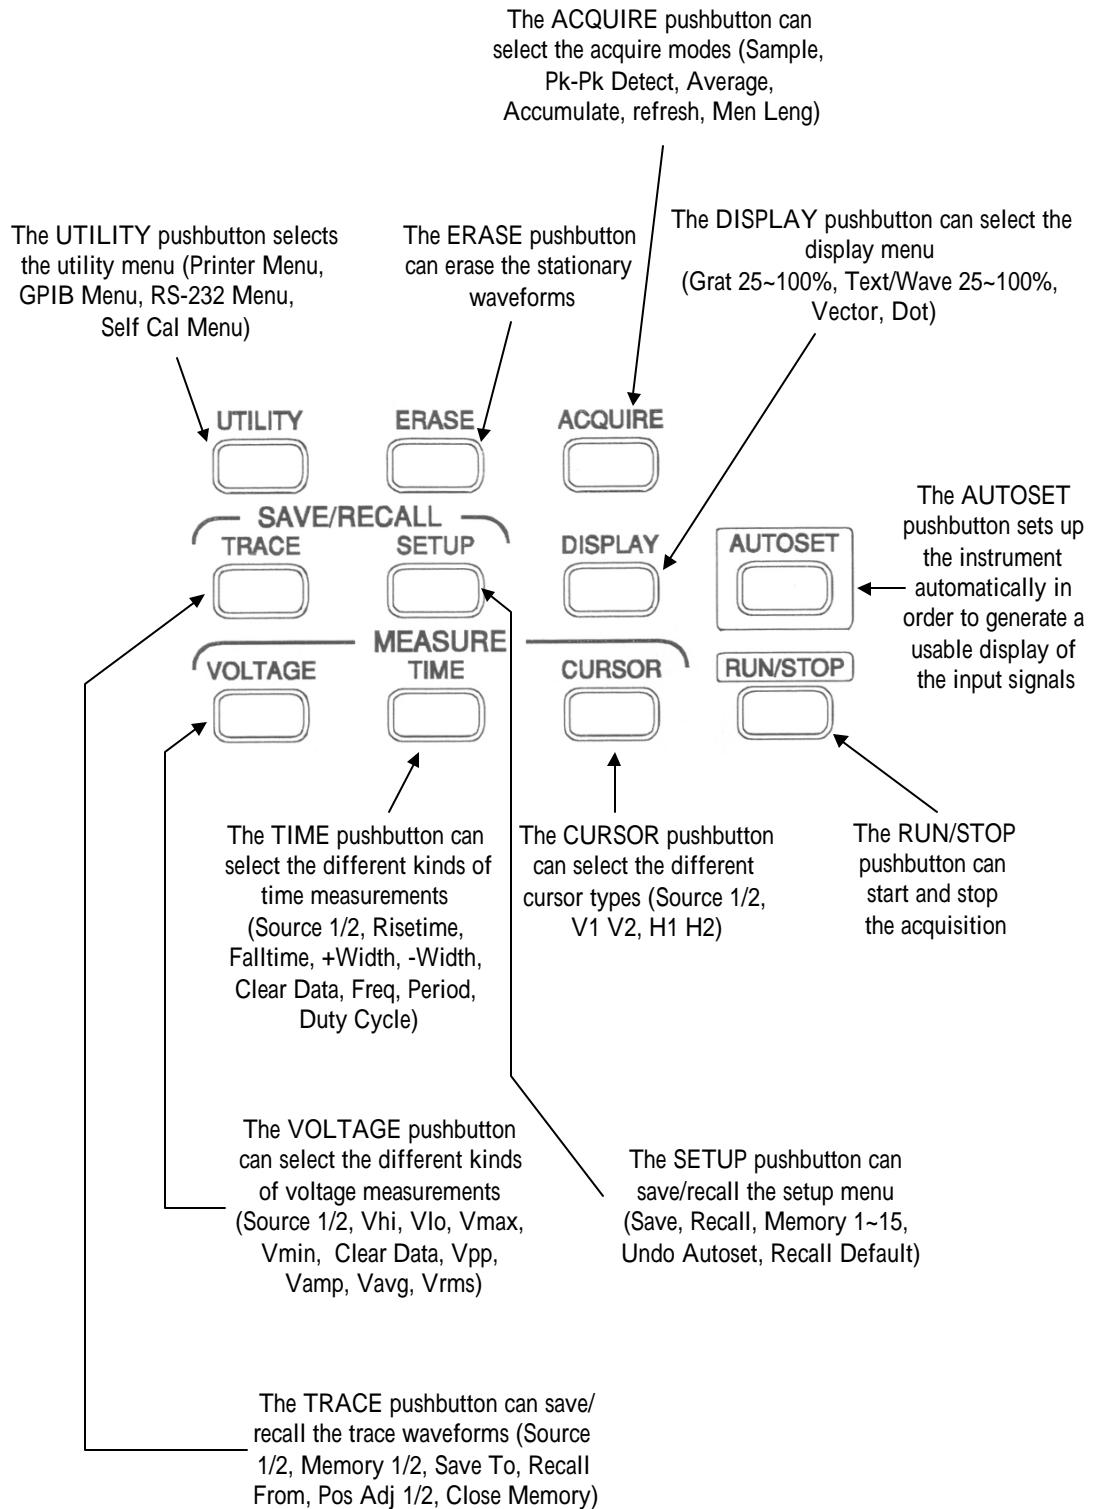 The ACQUIRE pushbutton can
select the acquire modes (Sample,
Pk-Pk Detect, Average,
Accumulate, refresh, Men Leng)
The UTILITY pushbutton selects
the utility menu (Printer Menu,
GPIB Menu, RS-232 Menu,
Self Cal Menu)
The ERASE pushbutton
can erase the stationary
waveforms
The DISPLAY pushbutton can select the
display menu
(Grat 25~100%, Text/Wave 25~100%,
Vector, Dot)
UTILITY
ERASE
ACQUIRE
SAVE/RECALL
TRACE
SETUP
DISPLAY
AUTOSET
The AUTOSET
pushbutton sets up
the instrument
automatically in
order to generate a
usable display of
the input signals
MEASURE
VOLTAGE
TIME
CURSOR
RUN/STOP
The TIME pushbutton can
select the different kinds of
time measurements
(Source 1/2, Risetime,
Falltime, +Width, -Width,
Clear Data, Freq, Period,
Duty Cycle)
The CURSOR pushbutton
can select the different
cursor types (Source 1/2,
V1 V2, H1 H2)
The RUN/STOP
pushbutton can
start and stop
the acquisition
The VOLTAGE pushbutton
can select the different kinds
of voltage measurements
(Source 1/2, Vhi, Vlo, Vmax,
Vmin, Clear Data, Vpp,
Vamp, Vavg, Vrms)
The SETUP pushbutton can
save/recall the setup menu
(Save, Recall, Memory 1~15,
Undo Autoset, Recall Default)
The TRACE pushbutton can save/
recall the trace waveforms (Source
1/2, Memory 1/2, Save To, Recall
From, Pos Adj 1/2, Close Memory)